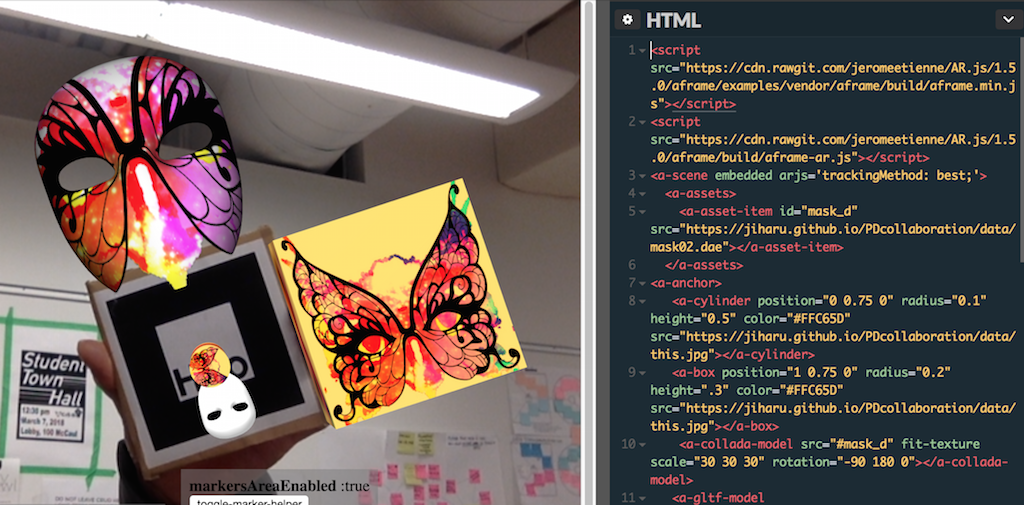 Student
Town
Hall
12:30 pm
March 7, 2018
Lobby, 100 McCaul
DO NOT LEAVE
markersAreaEnabled :true
toggle-marker-helper
HTML
1
<script
src="https://cdn.rawgit.com/jeromeetienne/AR.js/1.5
.0/aframe/examples/vendor/aframe/build/aframe.min.j
s"></script>
2
<script
src="https://cdn.rawgit.com/jeromeetienne/AR.js/1.5
.0/aframe/build/aframe-ar.js"></script>
3
<a-scene embedded arjs='trackingMethod: best;'>
4
<a-assets>
5
<a-asset-item id="mask_d"
src="https://jiharu.github.io/PDcollaboration/data/
mask02.dae"></a-asset-item>
6
</a-assets>
7
<a-anchor>
8
<a-cylinder position="0 0.75 0" radius="0.1"
height="0.5" color="#FFC65D"
src="https://jiharu.github.io/PDcollaboration/data/
this.jpg"></a-cylinder>
9
<a-box position="1 0.75 0" radius="0.2"
height=".3" color="#FFC65D"
src="https://jiharu.github.io/PDcollaboration/data/
this.jpg"></a-box>
10
<a-collada-model src="#mask_d" fit-texture
scale="30 30 30" rotation="-90 180 0"></a-collada-
model>
11
<a-gltf-model